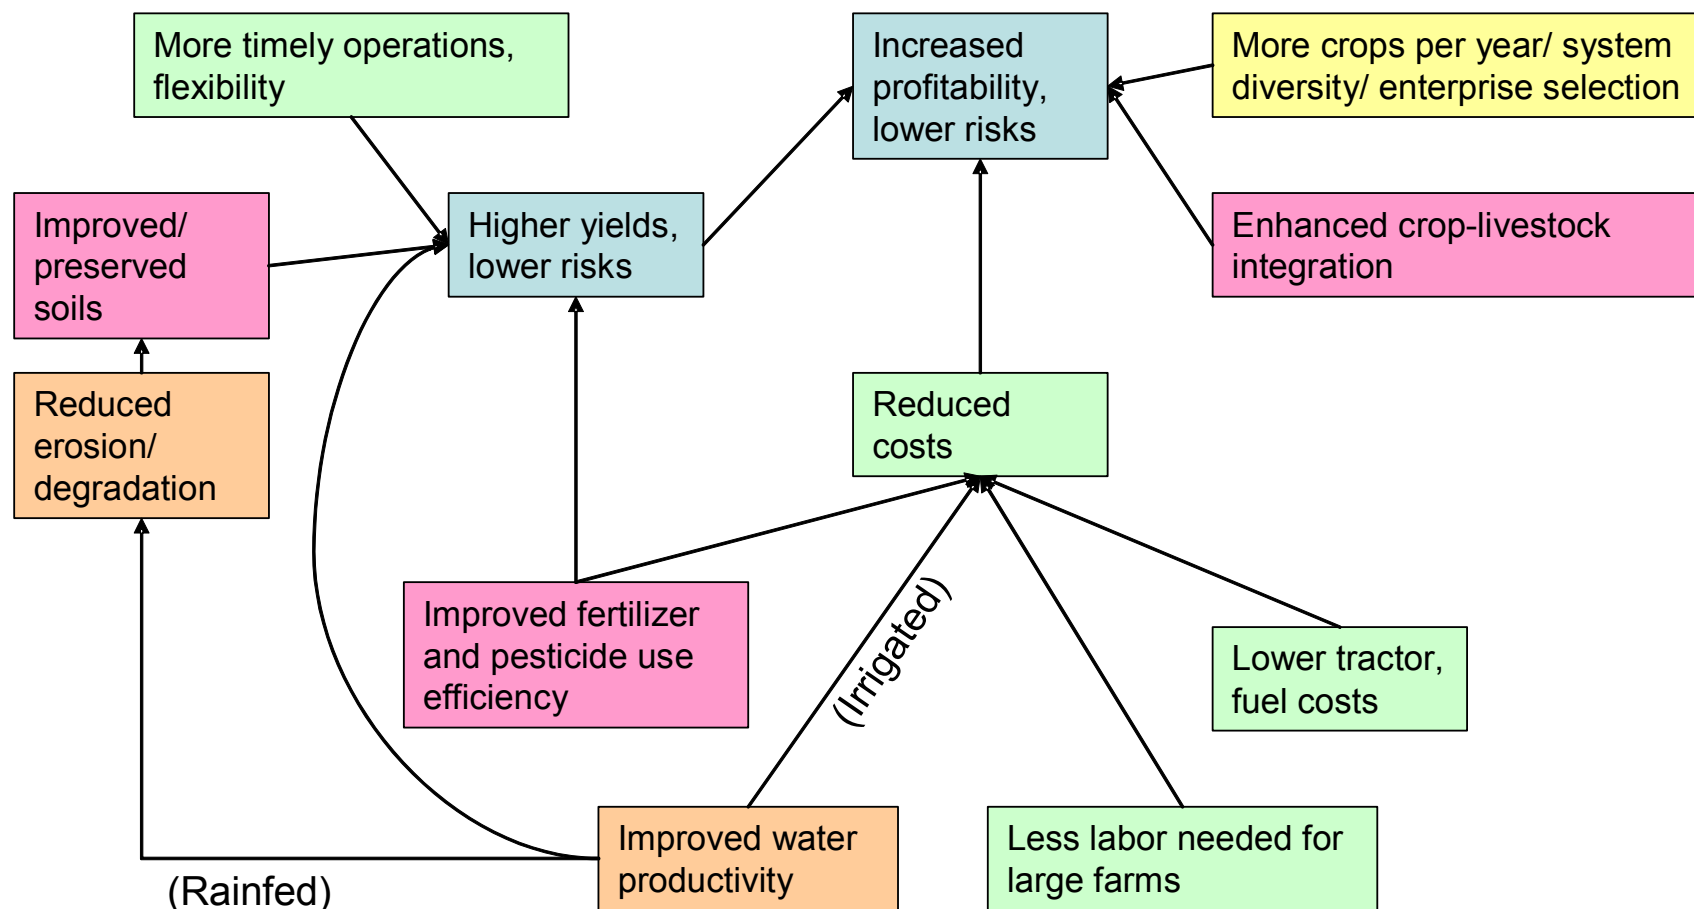 More timely operations,
flexibility
Increased
profitability,
lower risks
More crops per year/ system
diversity/ enterprise selection
Improved/
preserved
soils
Higher yields,
lower risks
Enhanced crop-livestock
integration
Reduced
erosion/
degradation
Reduced
costs
Improved fertilizer
and pesticide use
efficiency
(Irrigated)
Lower tractor,
fuel costs
Improved water
productivity
Less labor needed for
large farms
(Rainfed)